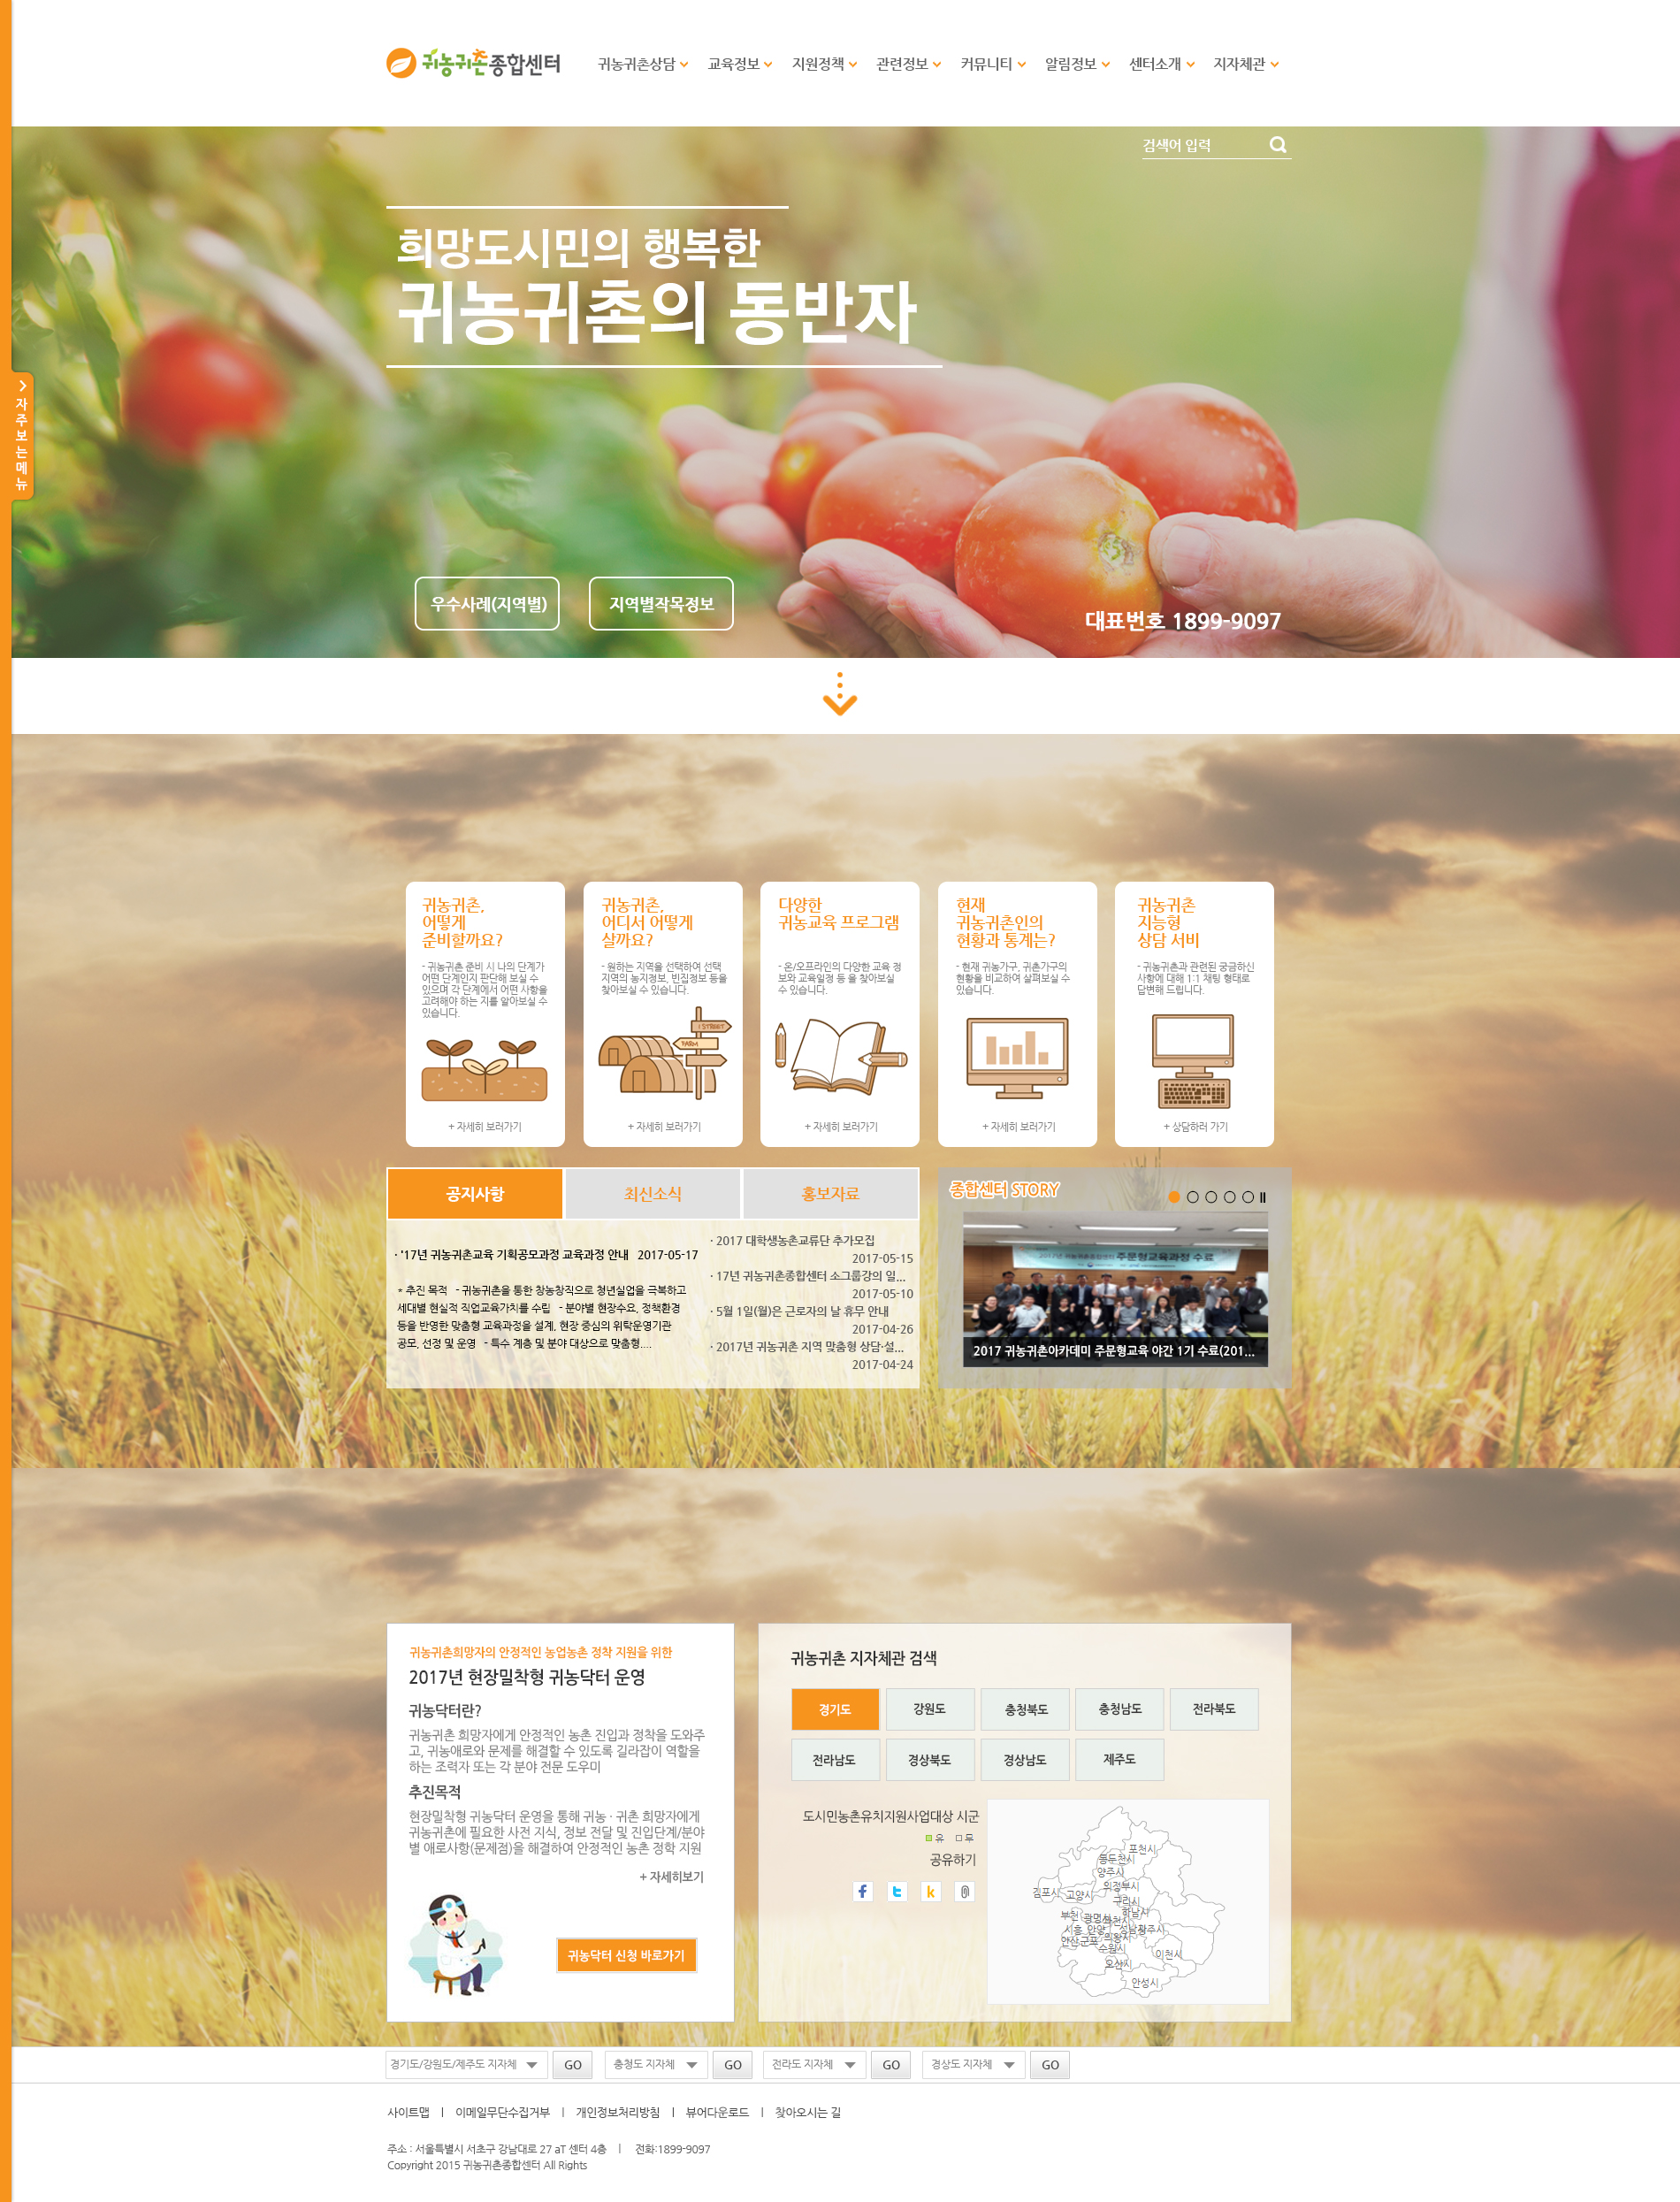 귀농귀촌종합센터
귀농귀촌상담 교육정보 지원정책 관련정보 커뮤니티 알림정보 센터소개 지자체관
검색어 입력
희망도시민의 행복한
귀농귀촌의 동반자
자주보는메뉴
우수사례(지역별) 지역별작목정보
대표번호 1899-9097
귀농귀촌,
어떻게
준비할까요?
- 귀농귀촌 준비 시 나의 단계가
어떤 단계인지 판단해 보실 수
있으며 각 단계에서 어떤 사항을
고려해야 하는 지를 알아보실 수
있습니다.
+ 자세히 보러가기
귀농귀촌,
어디서 어떻게
살까요?
- 원하는 지역을 선택하여 선택
지역의 농지정보, 빈집정보 등을
찾아보실 수 있습니다.
1 STREET
FARM
+ 자세히 보러가기
다양한
귀농교육 프로그램
- 온/오프라인의 다양한 교육 정
보와 교육일정 등 을 찾아보실
수 있습니다.
+ 자세히 보러가기
현재
귀농귀촌인의
현황과 통계는?
- 현재 귀농가구, 귀촌가구의
현황을 비교하여 살펴보실 수
있습니다.
+ 자세히 보러가기
귀농귀촌
지능형
상담 서비
- 귀농귀촌과 관련된 궁금하신
사항에 대해 1:1 채팅 형태로
답변해 드립니다.
+ 상담하러 가기
공지사항 최신소식 홍보자료
· '17년 귀농귀촌교육 기획공모과정 교육과정 안내 2017-05-17
* 추진 목적 - 귀농귀촌을 통한 창농창직으로 청년실업을 극복하고
세대별 현실적 직업교육가치를 수립 - 분야별 현장수요, 정책환경
등을 반영한 맞춤형 교육과정을 설계, 현장 중심의 위탁운영기관
공모, 선정 및 운영 - 특수 계층 및 분야 대상으로 맞춤형....
· 2017 대학생농촌교류단 추가모집
2017-05-15
· 17년 귀농귀촌종합센터 소그룹강의 일...
2017-05-10
· 5월 1일(월)은 근로자의 날 휴무 안내
2017-04-26
· 2017년 귀농귀촌 지역 맞춤형 상담·설...
2017-04-24
종합센터 STORY
주문형교육과정 수료
2017 귀농귀촌아카데미 주문형교육 야간 1기 수료(201...
귀농귀촌희망자의 안정적인 농업농촌 정착 지원을 위한
2017년 현장밀착형 귀농닥터 운영
귀농닥터란?
귀농귀촌 희망자에게 안정적인 농촌 진입과 정착을 도와주
고, 귀농애로와 문제를 해결할 수 있도록 길라잡이 역할을
하는 조력자 또는 각 분야 전문 도우미
추진목적
현장밀착형 귀농닥터 운영을 통해 귀농 · 귀촌 희망자에게
귀농귀촌에 필요한 사전 지식, 정보 전달 및 진입단계/분야
별 애로사항(문제점)을 해결하여 안정적인 농촌 정착 지원
+ 자세히보기
귀농닥터 신청 바로가기
귀농귀촌 지자체관 검색
경기도 강원도 충청북도 충청남도 전라북도
전라남도 경상북도 경상남도 제주도
도시민농촌유치지원사업대상 시군
유 무
공유하기
포천시
동두천시
양주시
의정부시
김포시 고양시
구리시
하남시
부천 광명시 과천시
시흥 안양 성남 광주시
안산 군포 의왕시
수원시
이천시
오산시
안성시
경기도/강원도/제주도 지자체 GO 충청도 지자체 GO 전라도 지자체 GO 경상도 지자체 GO
사이트맵 | 이메일무단수집거부 | 개인정보처리방침 | 뷰어다운로드 | 찾아오시는 길
주소 : 서울특별시 서초구 강남대로 27 aT 센터 4층 | 전화:1899-9097
Copyright 2015 귀농귀촌종합센터 All Rights